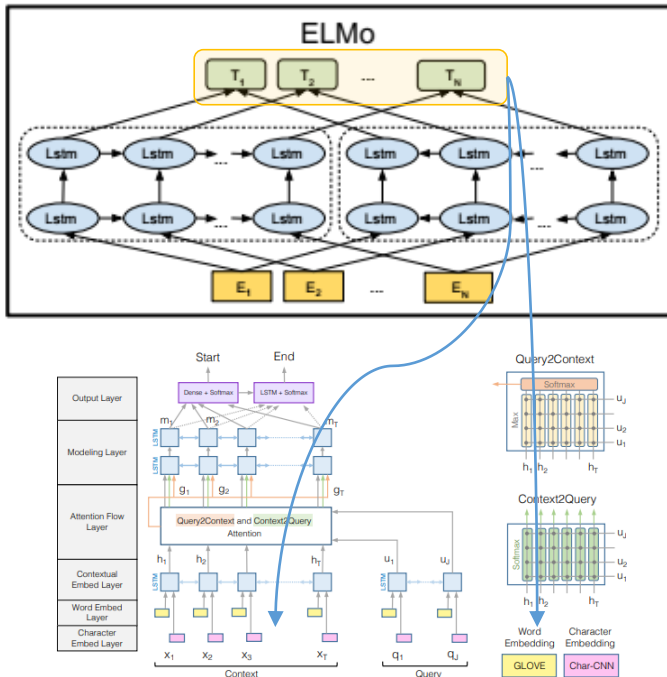 ELMo
T1 T2 ... TN
Lstm Lstm ... Lstm Lstm Lstm ... Lstm
Lstm Lstm ... Lstm Lstm Lstm ... Lstm
E1 E2 ... EN
Start End
Output Layer
Dense + Softmax LSTM + Softmax
m1 m2 mT
Modeling Layer
LSTM
LSTM
g1 g2 gT
Attention Flow
Layer
Query2Context and Context2Query
Attention
h1 h2 hT u1 uJ
Contextual
Embed Layer
LSTM LSTM
Word Embed
Layer
Character
Embed Layer
x1 x2 x3 xT q1 qJ
Context Query
Query2Context
Softmax
Max
uJ
u2
u1
h1 h2 hT
Context2Query
Softmax
uJ
u2
u1
h1 h2 hT
Word
Embedding
Character
Embedding
GLOVE Char-CNN